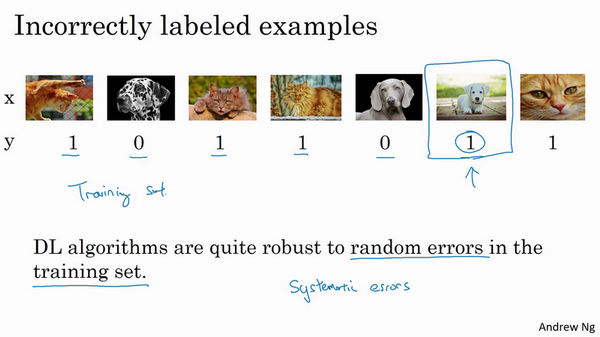 Incorrectly labeled examples
x
y 1 0 1 1 0 1 1
Training set.
DL algorithms are quite robust to random errors in the
training set.
Systematic errors
Andrew Ng